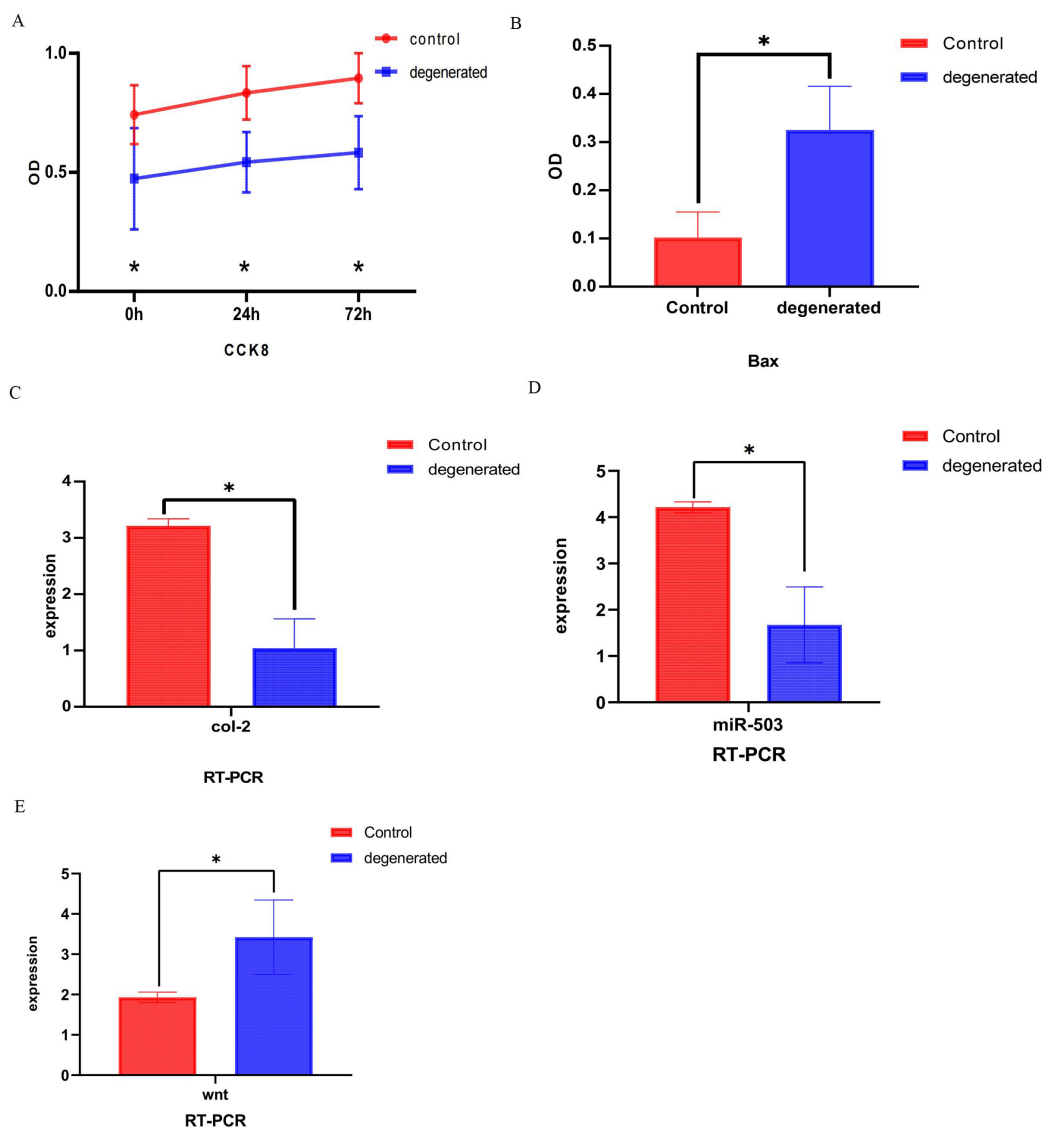 A
control
degenerated
1.0
0.5
0.0
OD
*
*
*
0h
24h
72h
CCK8
B
Control
degenerated
*
0.5
0.4
0.3
0.2
0.1
0.0
OD
Control
degenerated
Bax
C
Control
degenerated
*
4
3
2
1
0
expression
col-2
RT-PCR
D
Control
degenerated
*
5
4
3
2
1
0
expression
miR-503
RT-PCR
E
Control
degenerated
*
5
4
3
2
1
0
expression
wnt
RT-PCR